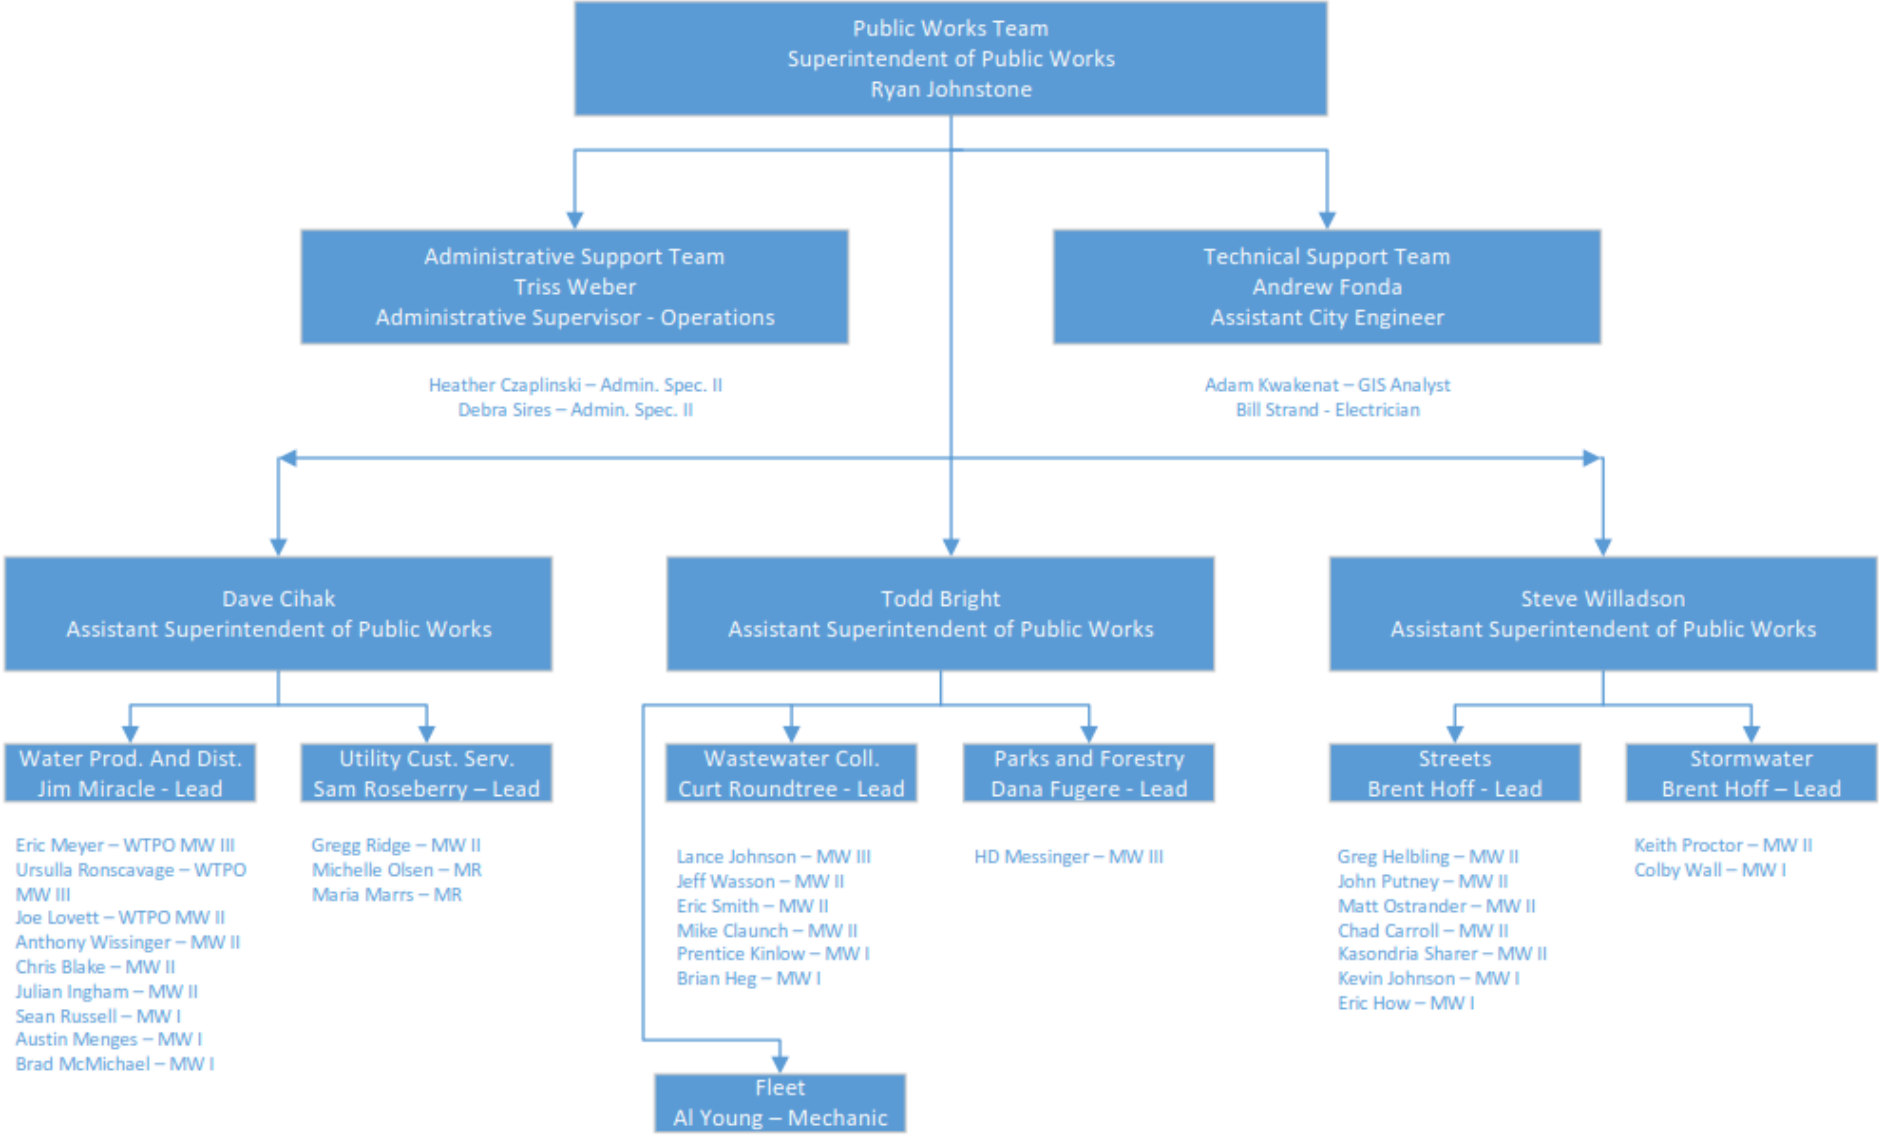 Public Works Team
Superintendent of Public Works
Ryan Johnstone
Administrative Support Team
Triss Weber
Administrative Supervisor - Operations
Technical Support Team
Andrew Fonda
Assistant City Engineer
Heather Czaplinski – Admin. Spec. II
Debra Sires – Admin. Spec. II
Adam Kwakenat – GIS Analyst
Bill Strand - Electrician
Dave Cihak
Assistant Superintendent of Public Works
Todd Bright
Assistant Superintendent of Public Works
Steve Willadson
Assistant Superintendent of Public Works
Water Prod. And Dist.
Jim Miracle - Lead
Utility Cust. Serv.
Sam Roseberry – Lead
Wastewater Coll.
Curt Roundtree - Lead
Parks and Forestry
Dana Fugere - Lead
Streets
Brent Hoff - Lead
Stormwater
Brent Hoff – Lead
Eric Meyer – WTPO MW III
Ursulla Ronscavage – WTPO
MW III
Joe Lovett – WTPO MW II
Anthony Wissinger – MW II
Chris Blake – MW II
Julian Ingham – MW II
Sean Russell – MW I
Austin Menges – MW I
Brad McMichael – MW I
Gregg Ridge – MW II
Michelle Olsen – MR
Maria Marrs – MR
Lance Johnson – MW III
Jeff Wasson – MW II
Eric Smith – MW II
Mike Claunch – MW II
Prentice Kinlow – MW I
Brian Heg – MW I
HD Messinger – MW III
Greg Helbling – MW II
John Putney – MW II
Matt Ostrander – MW II
Chad Carroll – MW II
Kasondria Sharer – MW II
Kevin Johnson – MW I
Eric How – MW I
Keith Proctor – MW II
Colby Wall – MW I
Fleet
Al Young – Mechanic